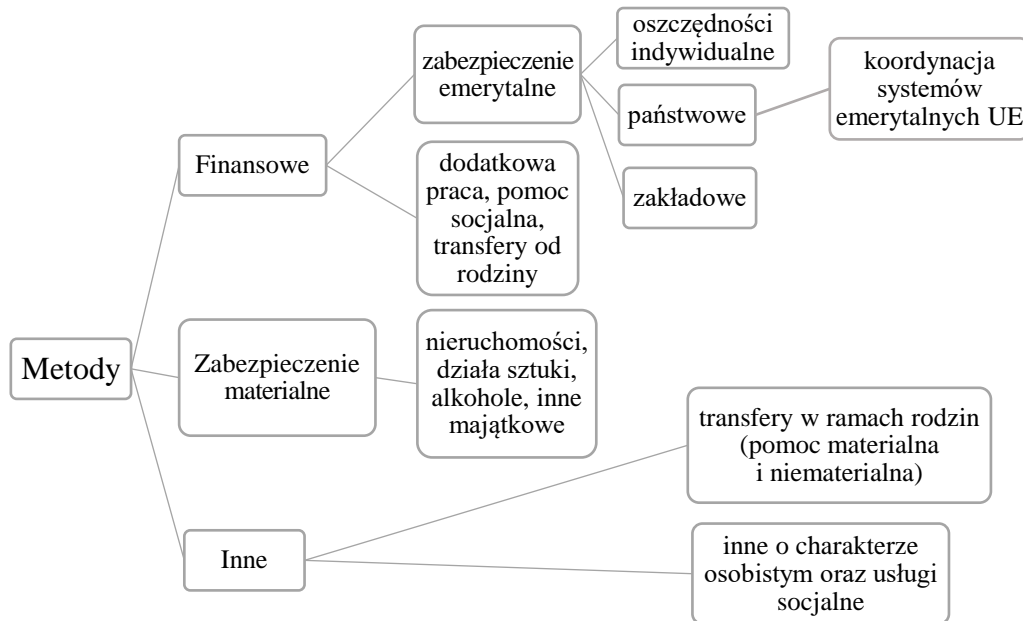 Metody
Finansowe
zabezpieczenie
emerytalne
oszczędności
indywidualne
państwowe
koordynacja
systemów
emerytalnych UE
zakładowe
dodatkowa
praca, pomoc
socjalna,
transfery od
rodziny
Zabezpieczenie
materialne
nieruchomości,
działa sztuki,
alkohole, inne
majątkowe
Inne
transfery w ramach rodzin
(pomoc materialna
i niematerialna)
inne o charakterze
osobistym oraz usługi
socjalne